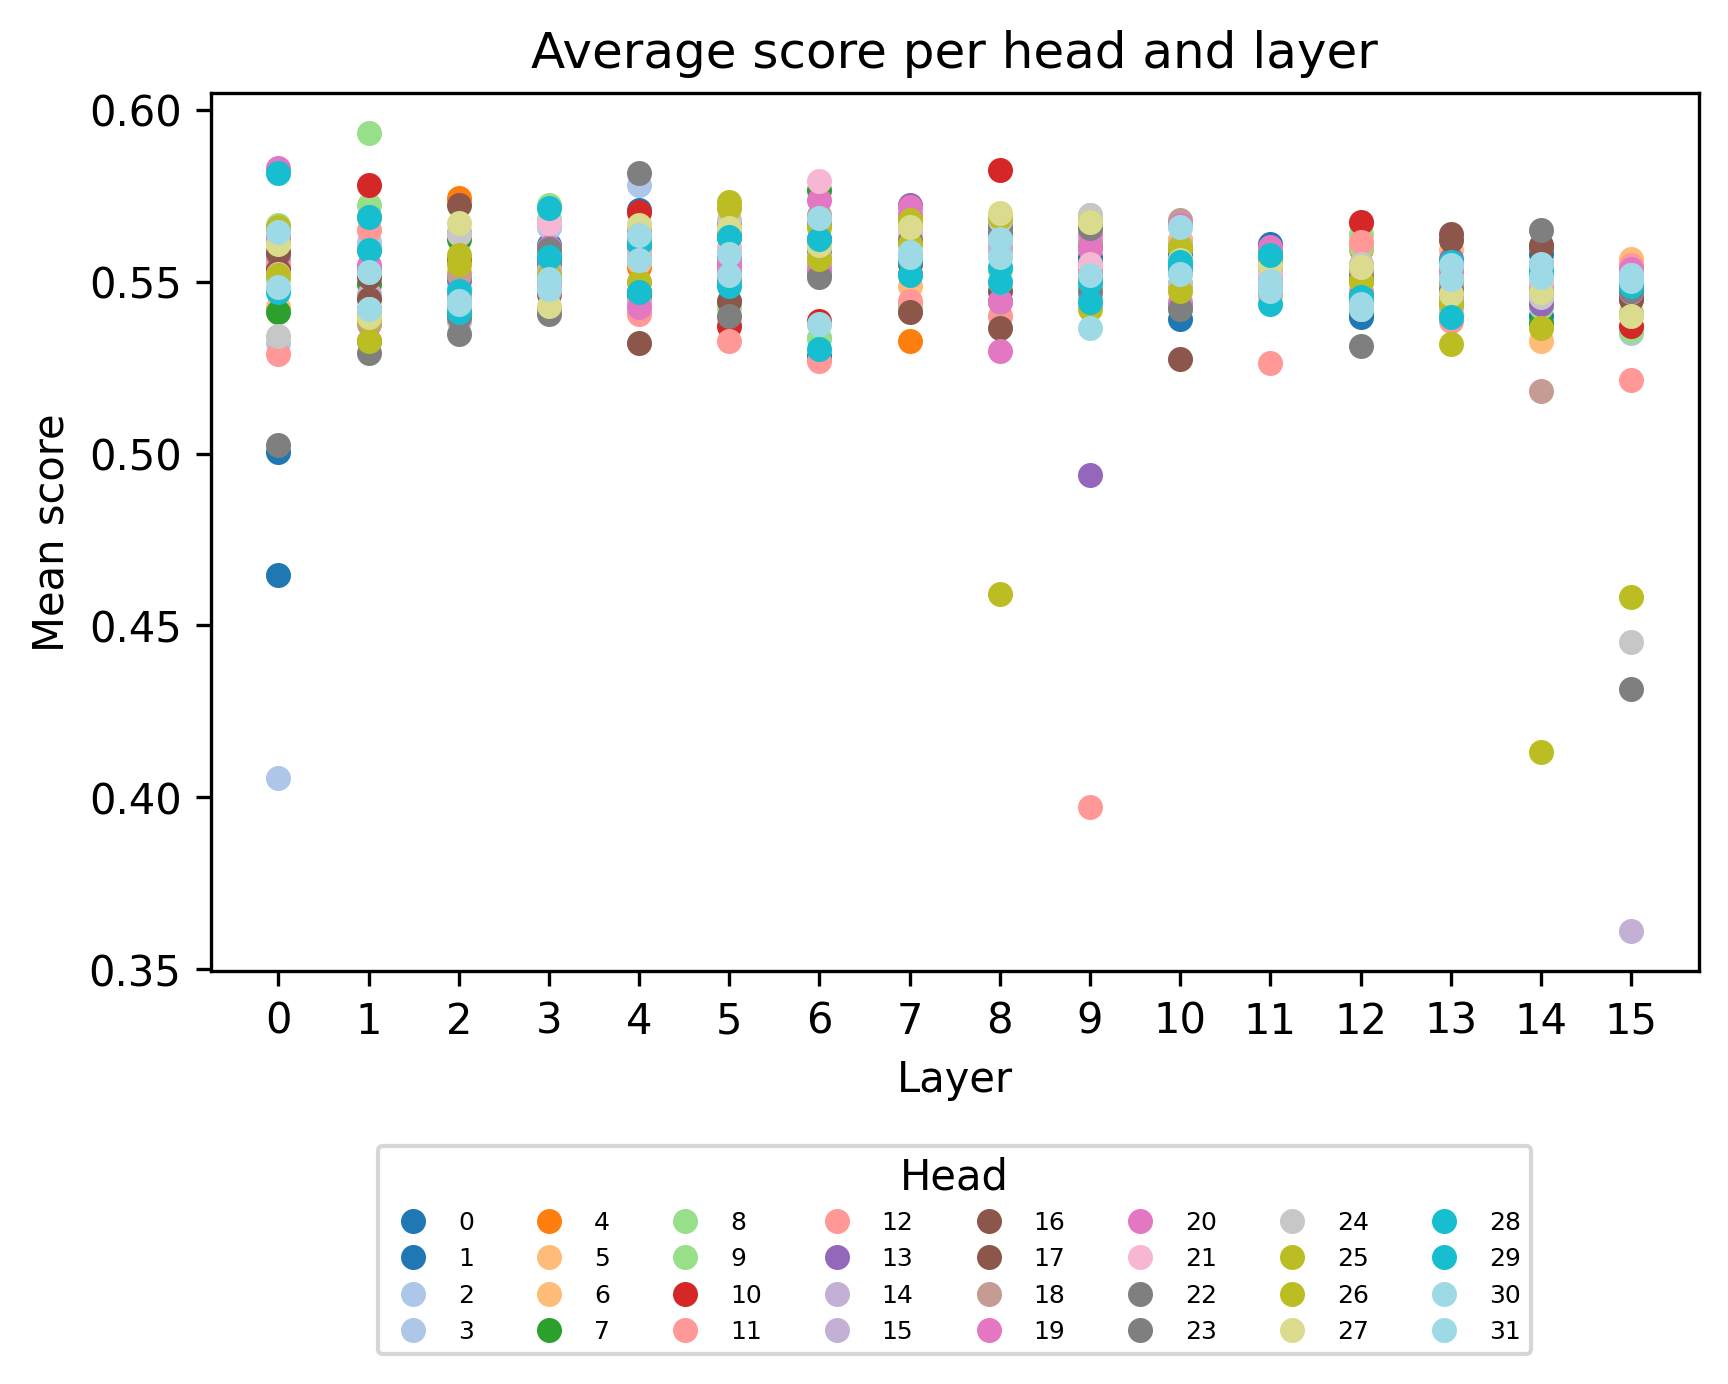 Average score per head and layer
0.60
0.55
0.50
0.45
0.40
0.35
Mean score
0 1 2 3 4 5 6 7 8 9 10 11 12 13 14 15
Layer
Head
0 4 8 12 16 20 24 28
1 5 9 13 17 21 25 29
2 6 10 14 18 22 26 30
3 7 11 15 19 23 27 31